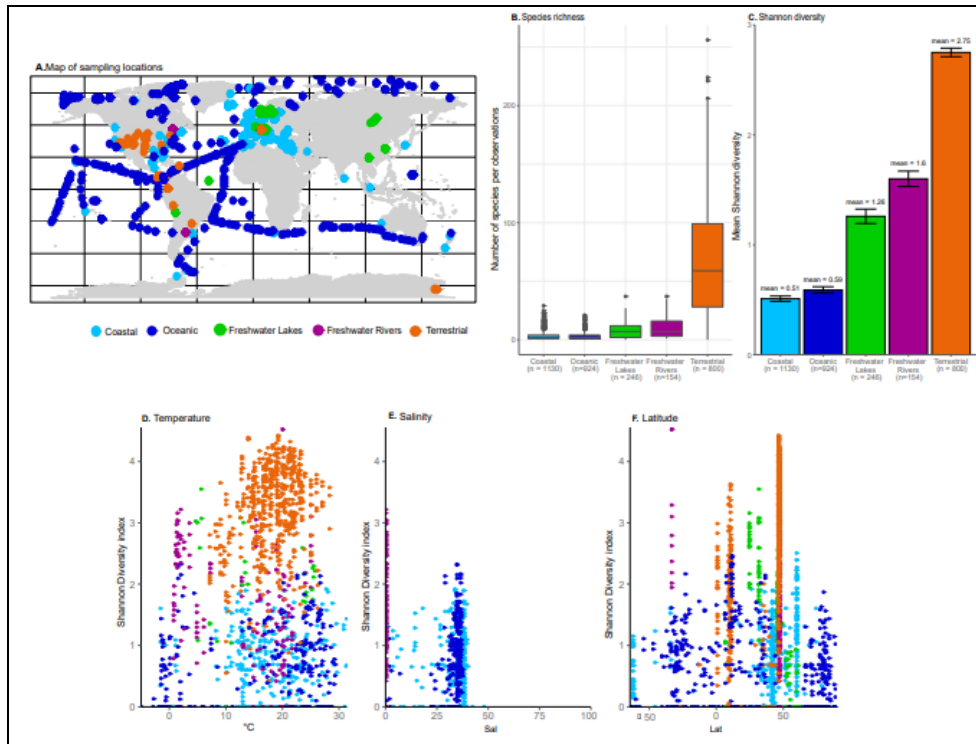 A.Map of sampling locations
Coastal Oceanic Freshwater Lakes Freshwater Rivers Terrestrial
B. Species richness
Number of species per observations
200
100
0
Coastal
(n = 1130)
Oceanic
(n=924)
Freshwater
Lakes
(n = 246)
Freshwater
Rivers
(n=154)
Terrestrial
(n = 800)
C. Shannon diversity
Mean Shannon diversity
3
2
1
0
mean = 0.51
mean = 0.59
mean = 1.26
mean = 1.6
mean = 2.75
Coastal
(n = 1130)
Oceanic
(n=924)
Freshwater
Lakes
(n = 246)
Freshwater
Rivers
(n=154)
Terrestrial
(n = 800)
D. Temperature
Shannon Diversity index
4
3
2
1
0
0 10 20 30
°C
E. Salinity
Shannon Diversity index
4
3
2
1
0
0 25 50 75 100
Sal
F. Latitude
Shannon Diversity index
4
3
2
1
0
50 0 50
Lat